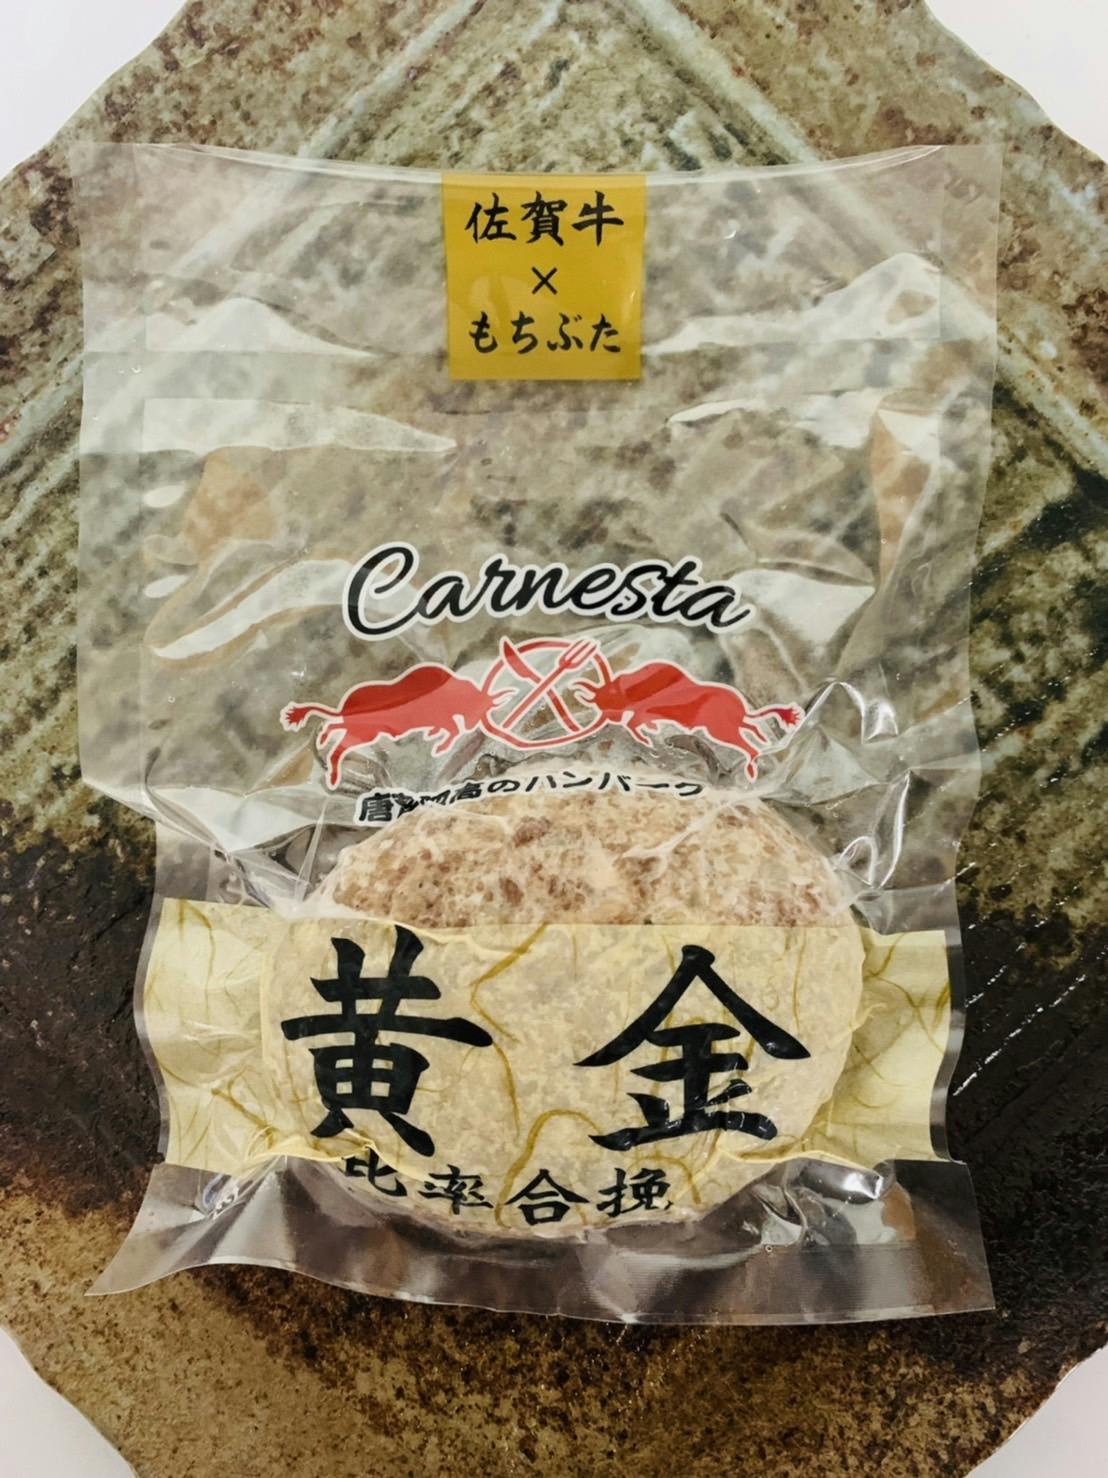 佐賀牛
×
もちぶた
Carnesta
高のハンバーグ
黄金
比率合挽